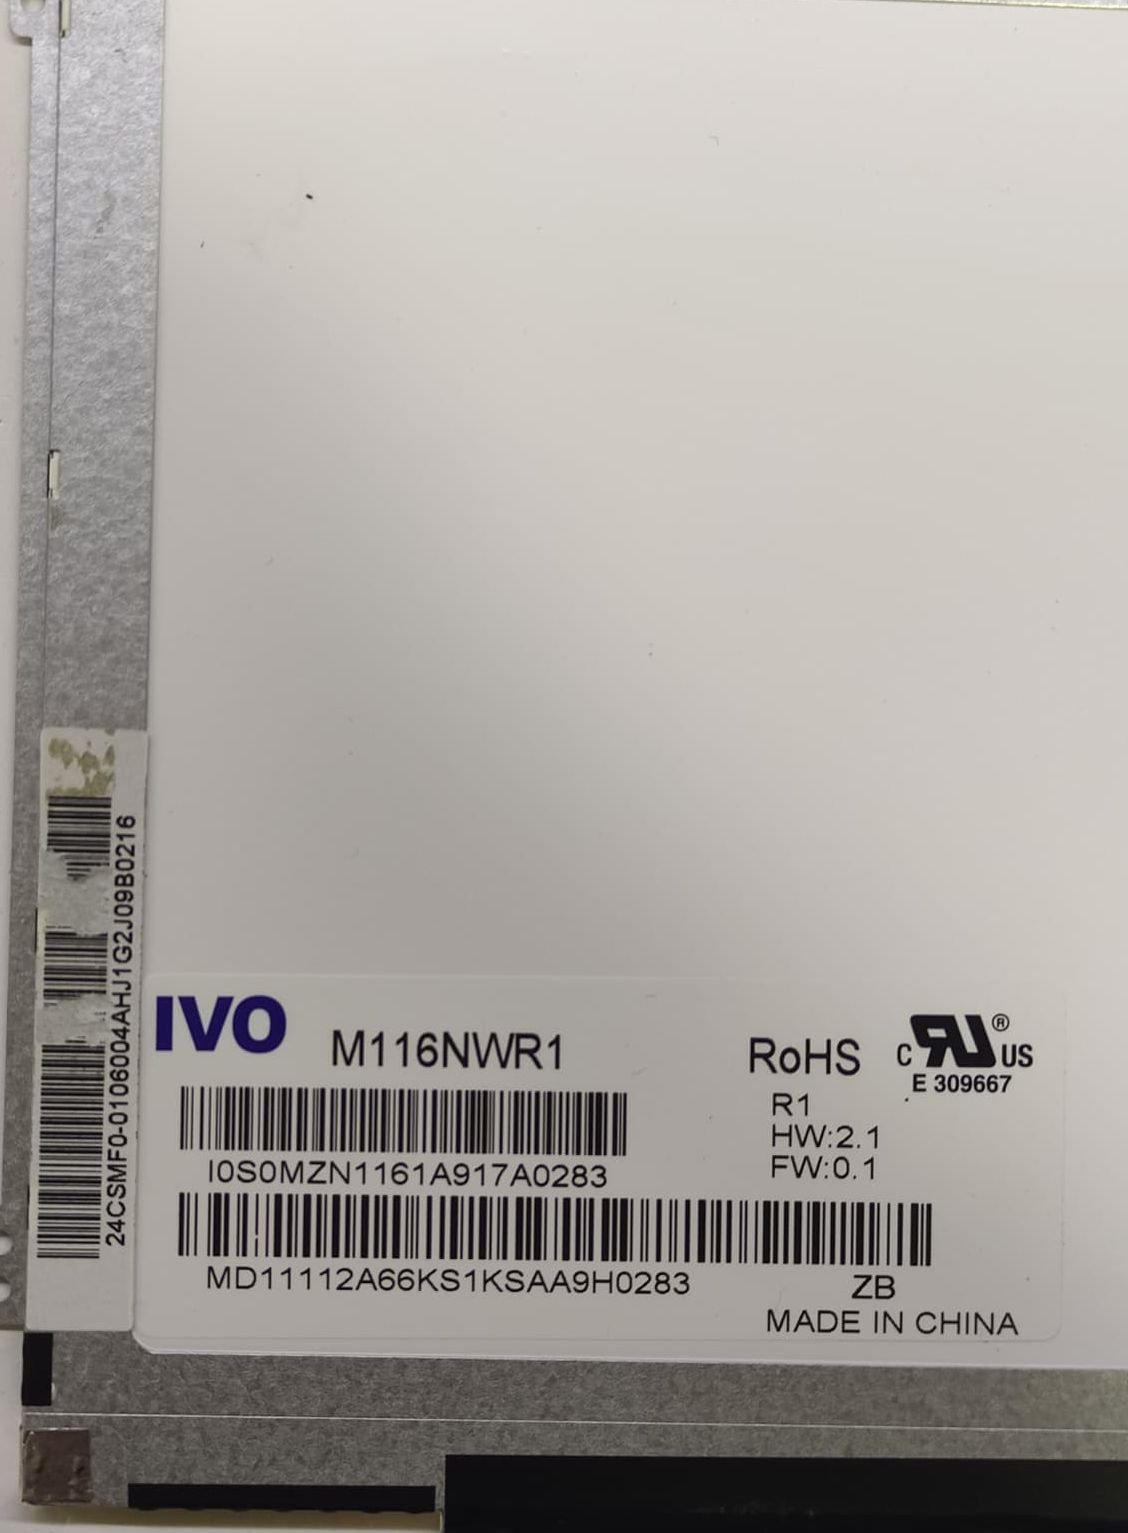 24CSMF0-0106004AHJ1G2J09B0216
IVO
M116NWR1
RoHS
C RU ® US
E 309667
R1
HW:2.1
FW:0.1
I0S0MZN1161A917A0283
MD11112A66KS1KSAA9H0283
ZB
MADE IN CHINA